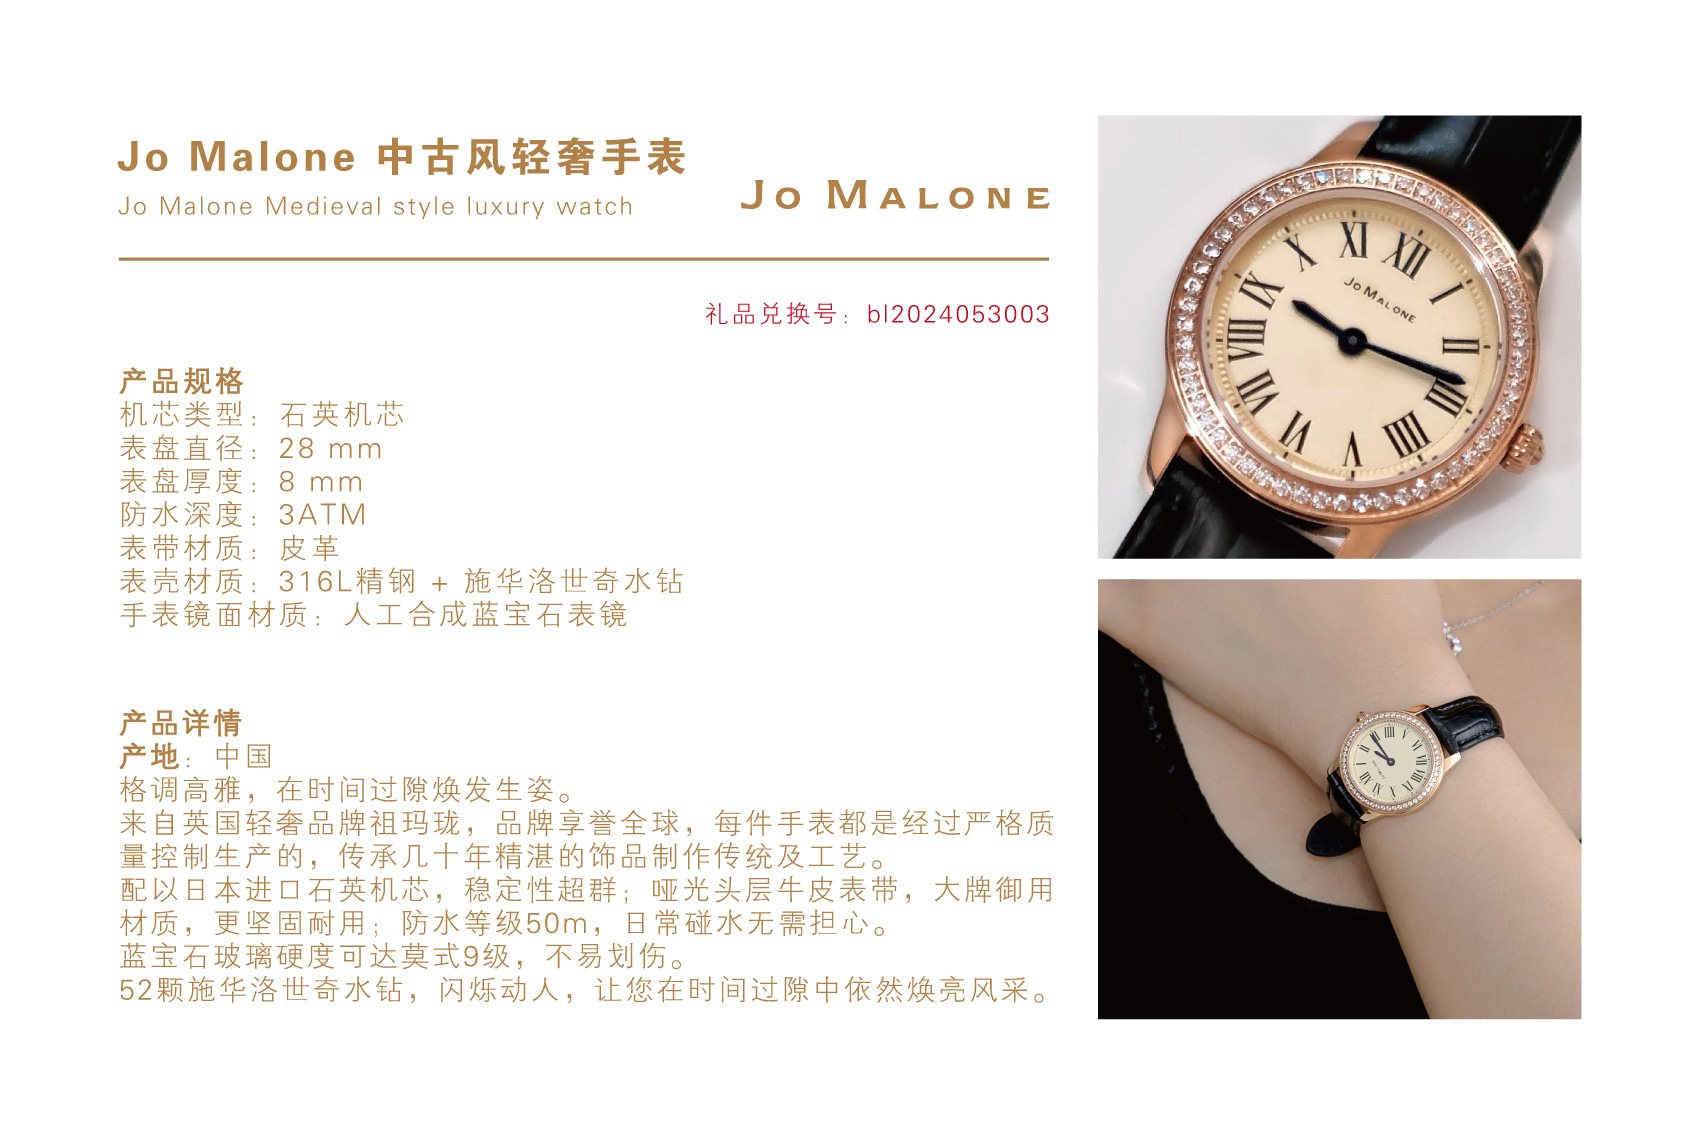 Jo Malone 中古风轻奢手表
Jo Malone Medieval style luxury watch
JO MALONE
礼品兑换号：bl2024053003
产品规格
机芯类型：石英机芯
表盘直径：28 mm
表盘厚度：8 mm
防水深度：3ATM
表带材质：皮革
表壳材质：316L精钢 + 施华洛世奇水钻
手表镜面材质：人工合成蓝宝石表镜
产品详情
产地：中国
格调高雅，在时间过隙焕发生姿。
来自英国轻奢品牌祖玛珑，品牌享誉全球，每件手表都是经过严格质
量控制生产的，传承几十年精湛的饰品制作传统及工艺。
配以日本进口石英机芯，稳定性超群；哑光头层牛皮表带，大牌御用
材质，更坚固耐用；防水等级50m，日常碰水无需担心。
蓝宝石玻璃硬度可达莫式9级，不易划伤。
52颗施华洛世奇水钻，闪烁动人，让您在时间过隙中依然焕亮风采。
XII
I
II
III
IIII
V
VI
VII
VIII
IX
X
XI
JO MALONE